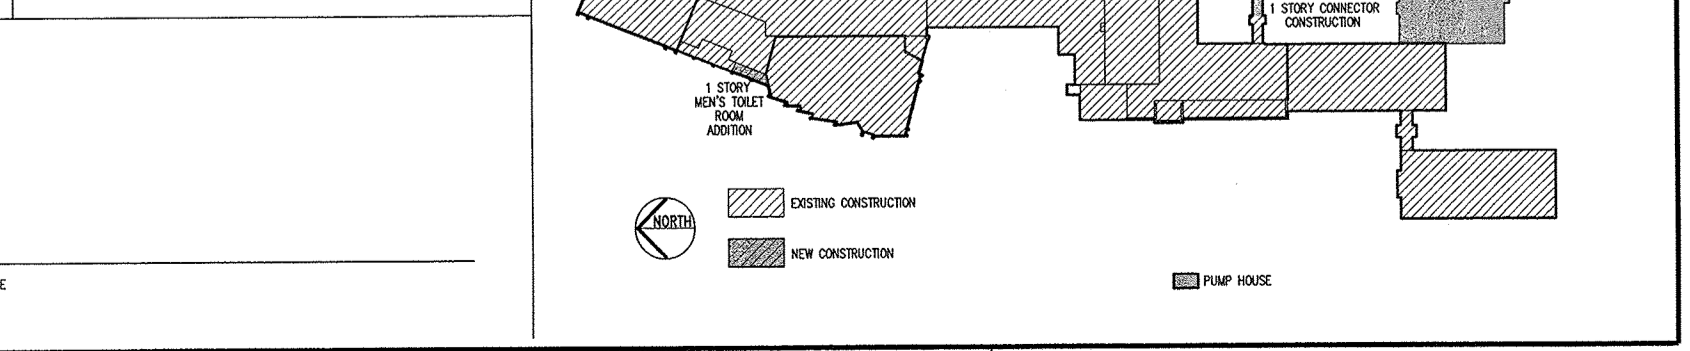 1 STORY CONNECTOR
CONSTRUCTION
1 STORY
MEN'S TOILET
ROOM
ADDITION
NORTH
EXISTING CONSTRUCTION
NEW CONSTRUCTION
E
PUMP HOUSE